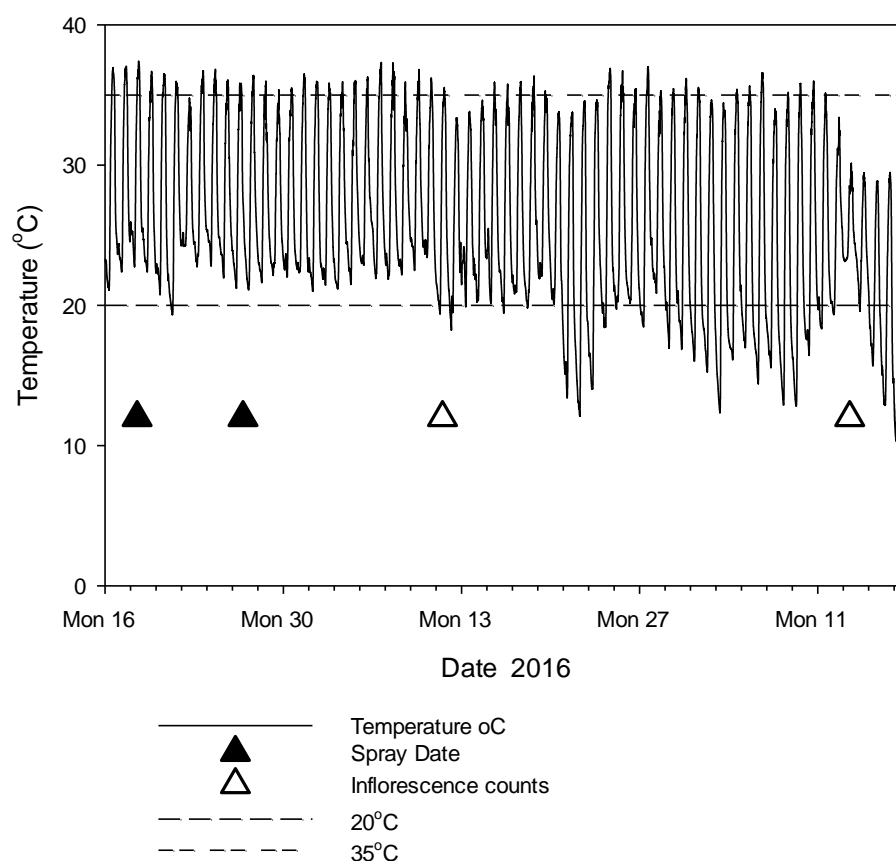 40
30
20
10
0
Temperature (°C)
Mon 16 Mon 30 Mon 13 Mon 27 Mon 11
Date 2016
Temperature oC
Spray Date
Inflorescence counts
20°C
35°C